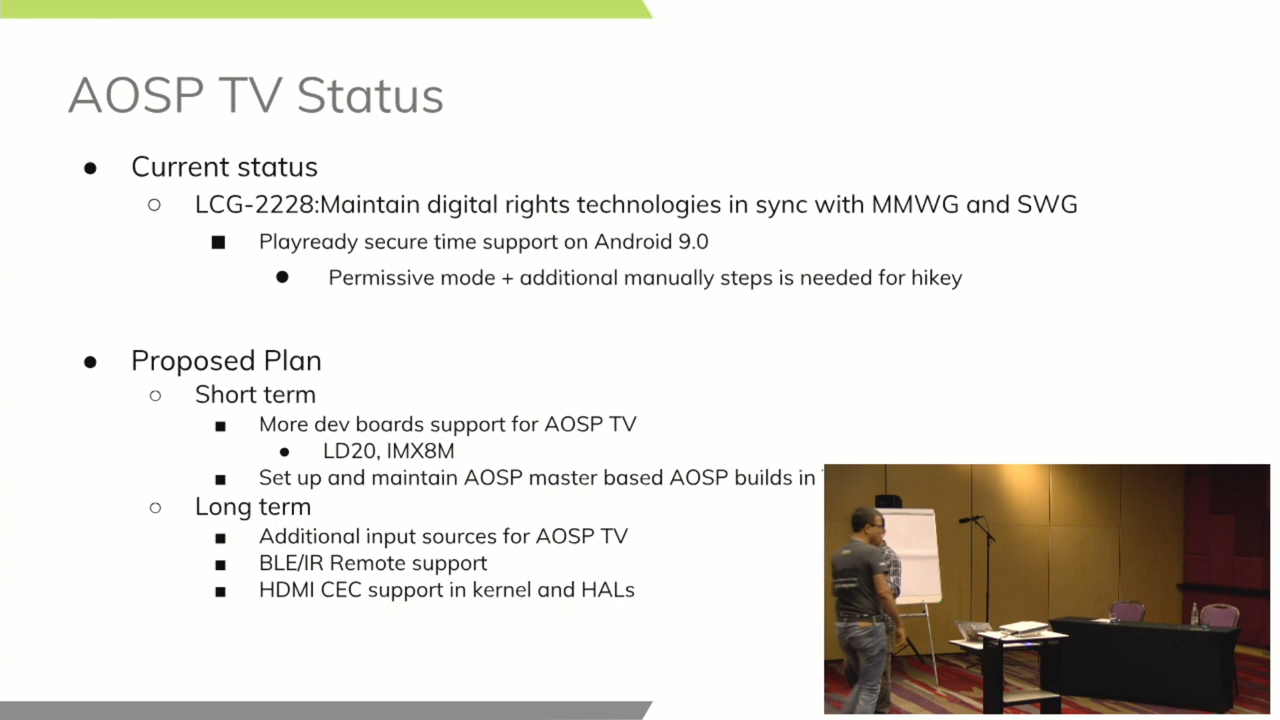 AOSP TV Status
● Current status
○ LCG-2228:Maintain digital rights technologies in sync with MMWG and SWG
■ Playready secure time support on Android 9.0
● Permissive mode + additional manually steps is needed for hikey
● Proposed Plan
○ Short term
■ More dev boards support for AOSP TV
● LD20, IMX8M
■ Set up and maintain AOSP master based AOSP builds in
○ Long term
■ Additional input sources for AOSP TV
■ BLE/IR Remote support
■ HDMI CEC support in kernel and HALs